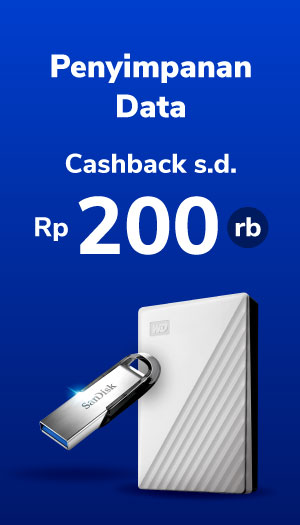 Penyimpanan
Data
Cashback s.d.
Rp 200 rb
WD
SanDisk